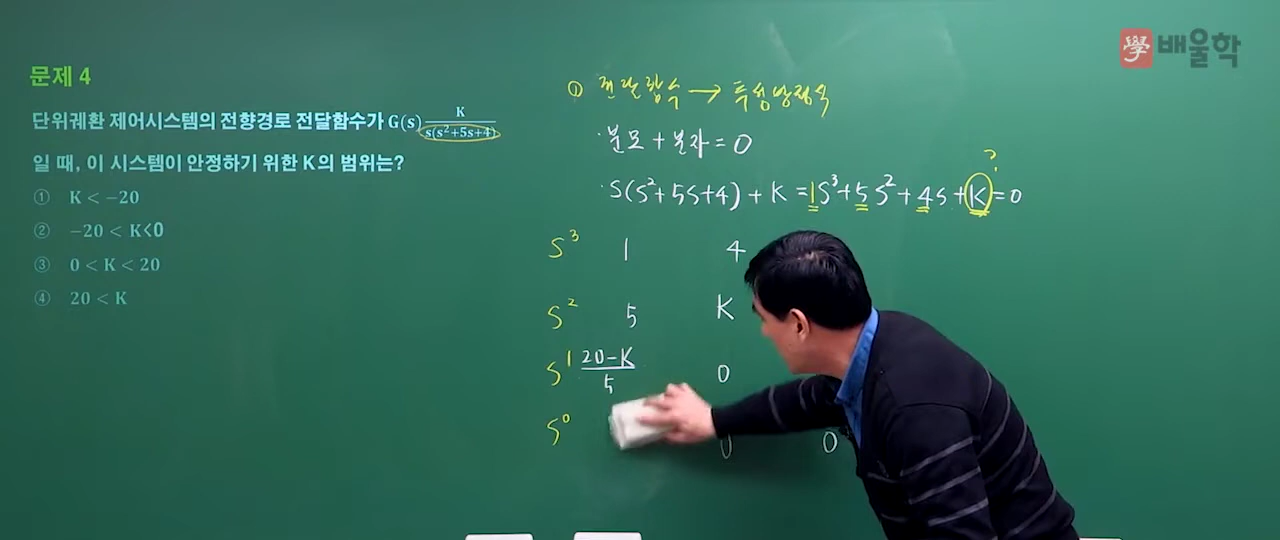 學 배울학
문제 4
단위궤환 제어시스템의 전향경로 전달함수가 G(s) K/s(s²+5s+4)
일 때, 이 시스템이 안정하기 위한 K의 범위는?
① K < −20
② −20 < K<0
③ 0 < K < 20
④ 20 < K
① 전달함수 → 특성방정식
·분모 + 분자 = 0
?
·S(S²+5S+4) + K = 1S³+5S²+4S+K=0
S³ 1 4
S² 5 K
S¹ 20-K/5 0
S⁰ 0